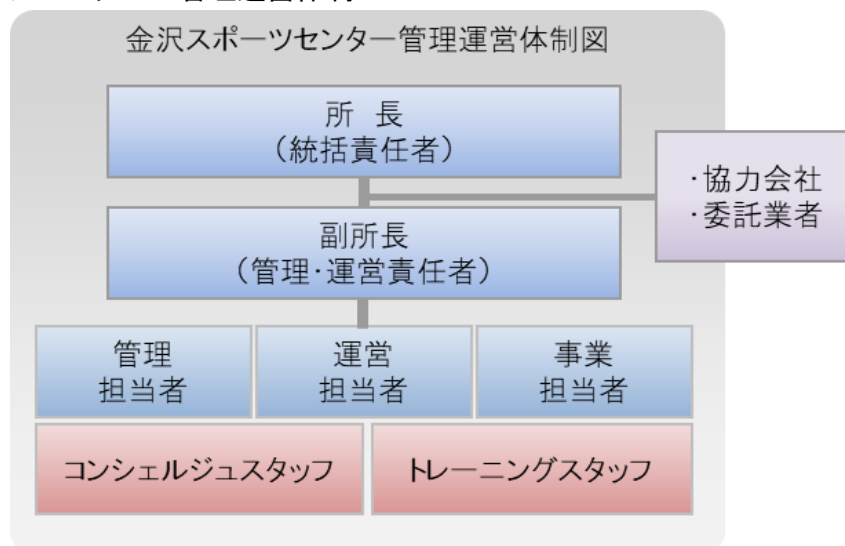 金沢スポーツセンター管理運営体制図
所 長
（統括責任者）
・協力会社
・委託業者
副所長
（管理・運営責任者）
管理
担当者
運営
担当者
事業
担当者
コンシェルジュスタッフ
トレーニングスタッフ